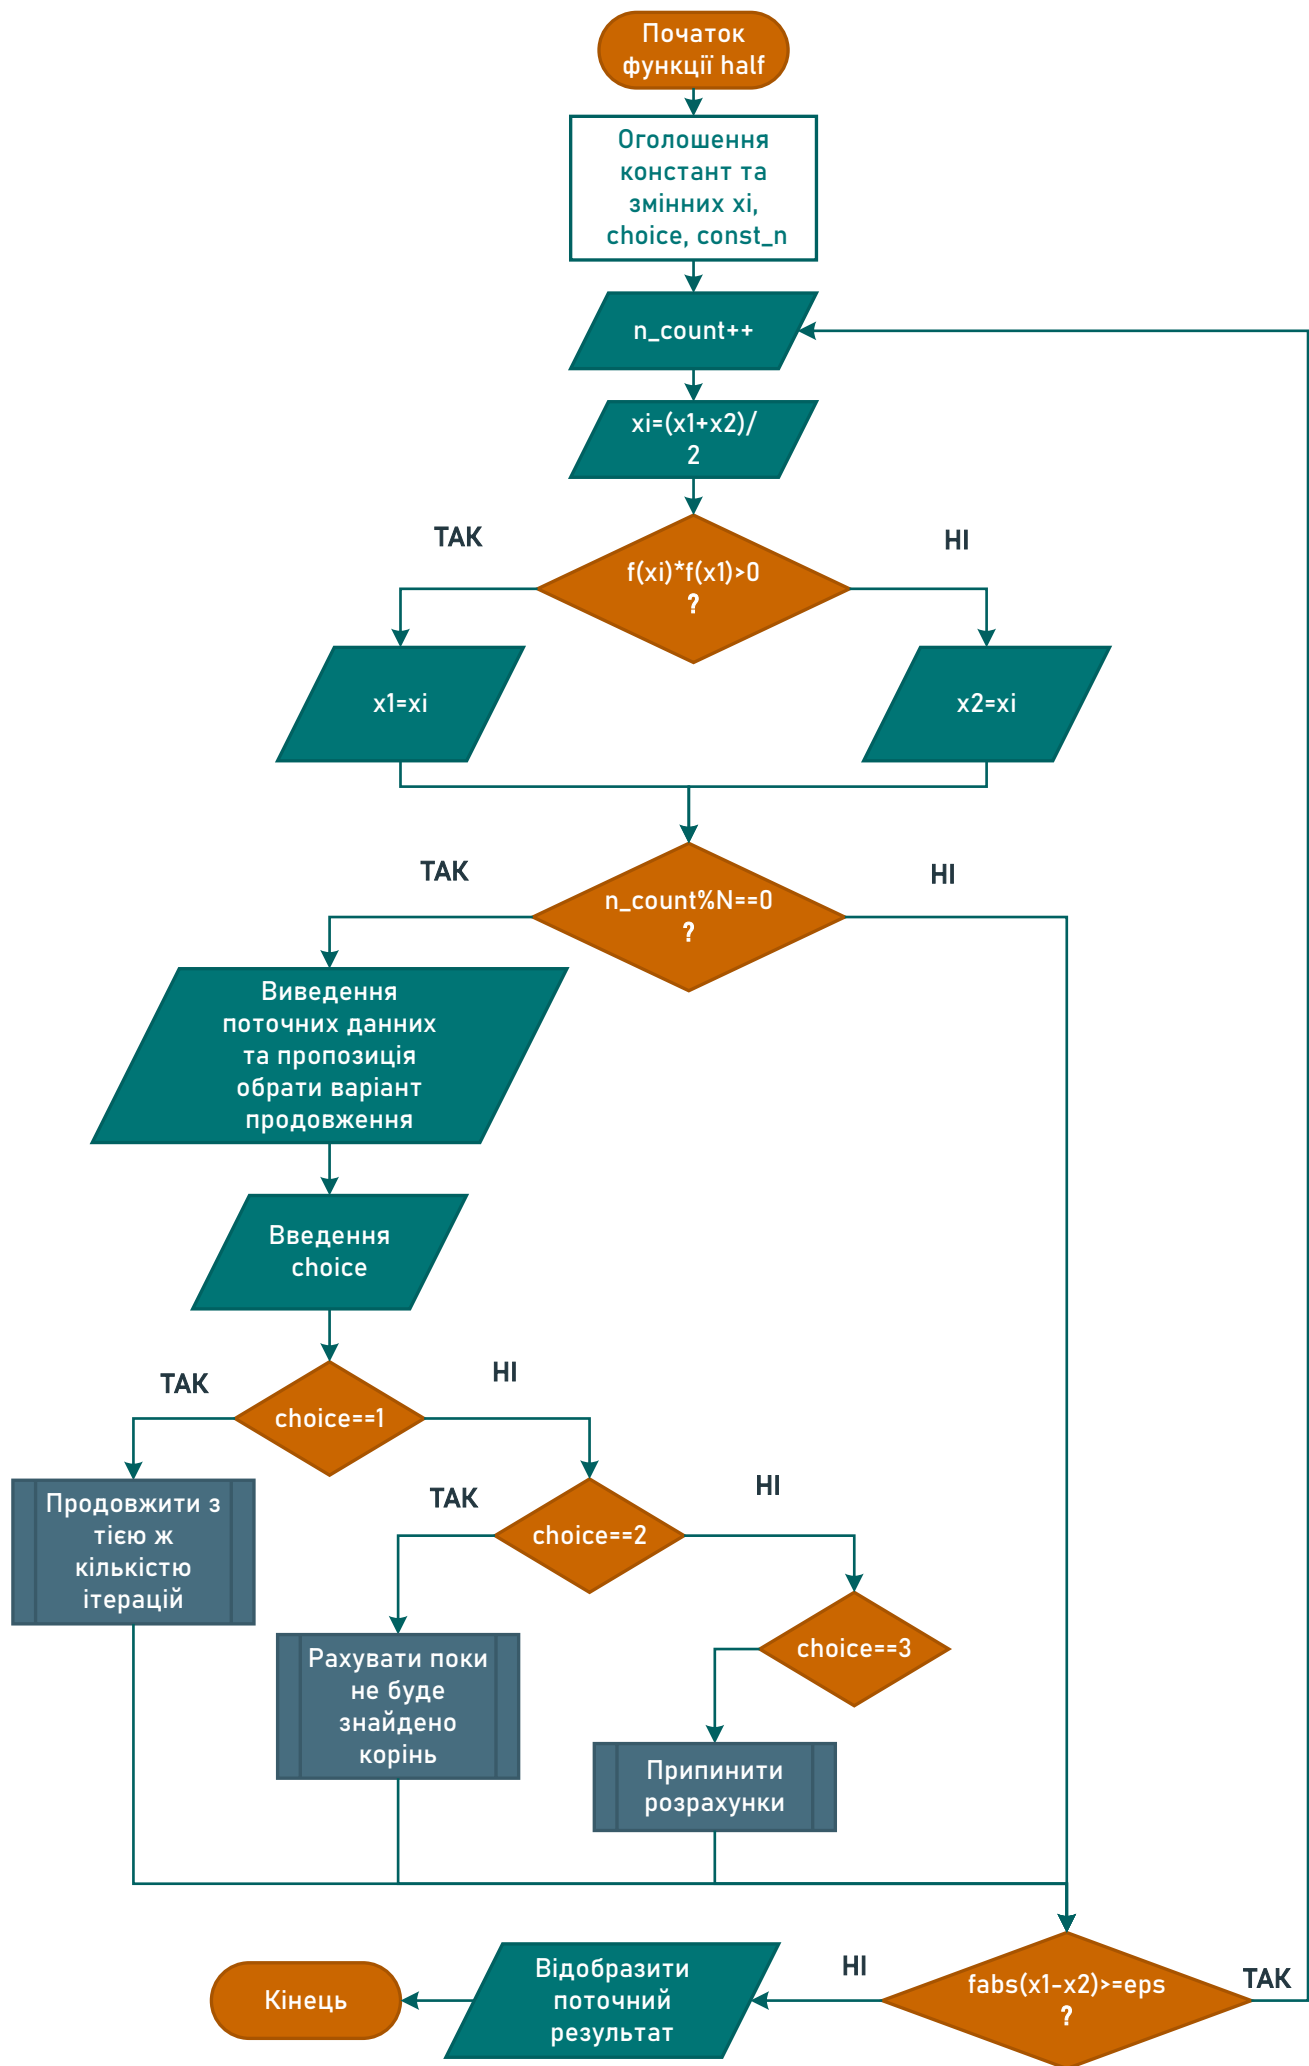 Початок
функції half
Оголошення
констант та
змінних xi,
choice, const_n
n_count++
xi=(x1+x2)/
2
ТАК
НІ
f(xi)*f(x1)>0
?
x1=xi
x2=xi
ТАК
НІ
n_count%N==0
?
Виведення
поточних данних
та пропозиція
обрати варіант
продовження
Введення
choice
ТАК
НІ
choice==1
Продовжити з
тією ж
кількістю
ітерацій
ТАК
НІ
choice==2
Рахувати поки
не буде
знайдено
корінь
choice==3
Припинити
розрахунки
Кінець
Відобразити
поточний
результат
НІ
fabs(x1-x2)>=eps
?
ТАК